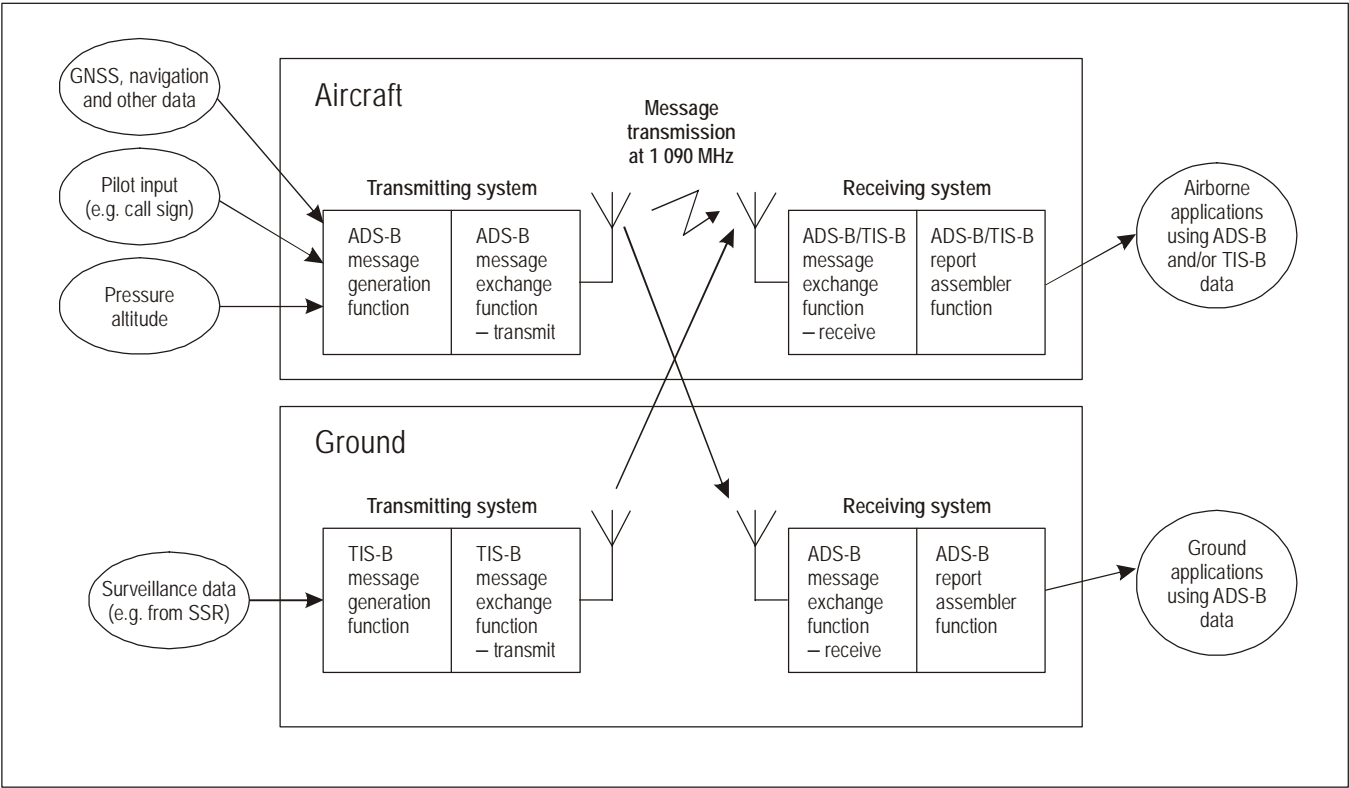 GNSS, navigation
and other data
Pilot input
(e.g. call sign)
Pressure
altitude
Aircraft
Message
transmission
at 1 090 MHz
Transmitting system
ADS-B
message
generation
function
ADS-B
message
exchange
function
– transmit
Receiving system
ADS-B/TIS-B
message
exchange
function
– receive
ADS-B/TIS-B
report
assembler
function
Airborne
applications
using ADS-B
and/or TIS-B
data
Ground
Surveillance data
(e.g. from SSR)
Transmitting system
TIS-B
message
generation
function
TIS-B
message
exchange
function
– transmit
Receiving system
ADS-B
message
exchange
function
– receive
ADS-B
report
assembler
function
Ground
applications
using ADS-B
data